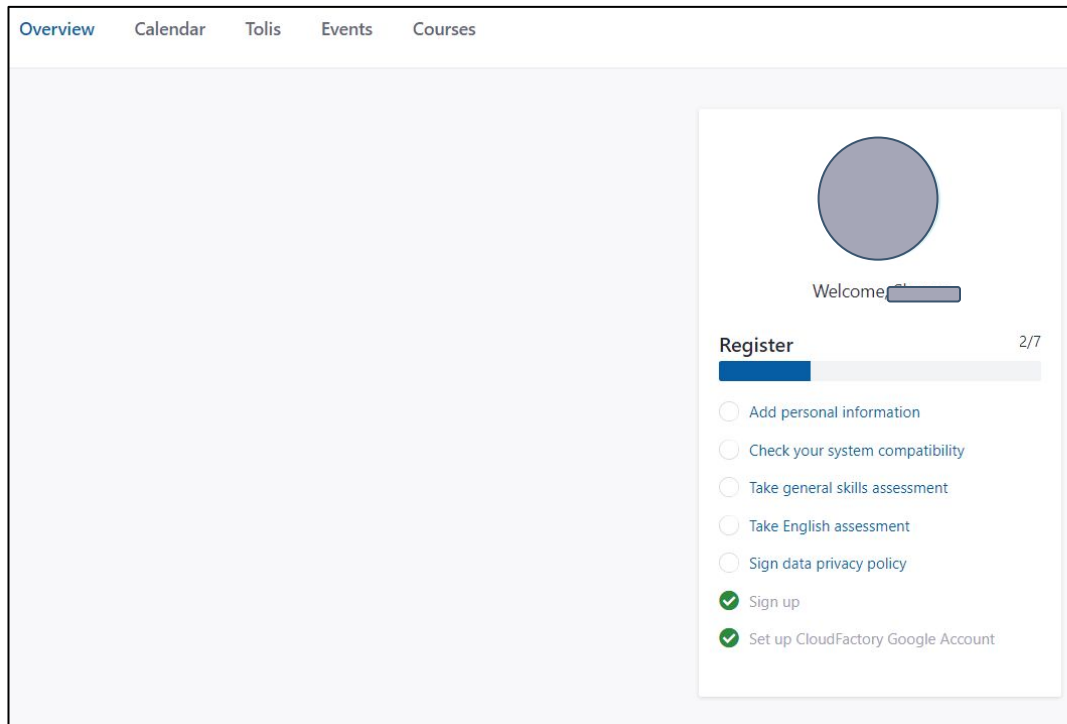 Overview Calendar Tolis Events Courses
Welcome,
Register 2/7
Add personal information
Check your system compatibility
Take general skills assessment
Take English assessment
Sign data privacy policy
Sign up
Set up CloudFactory Google Account